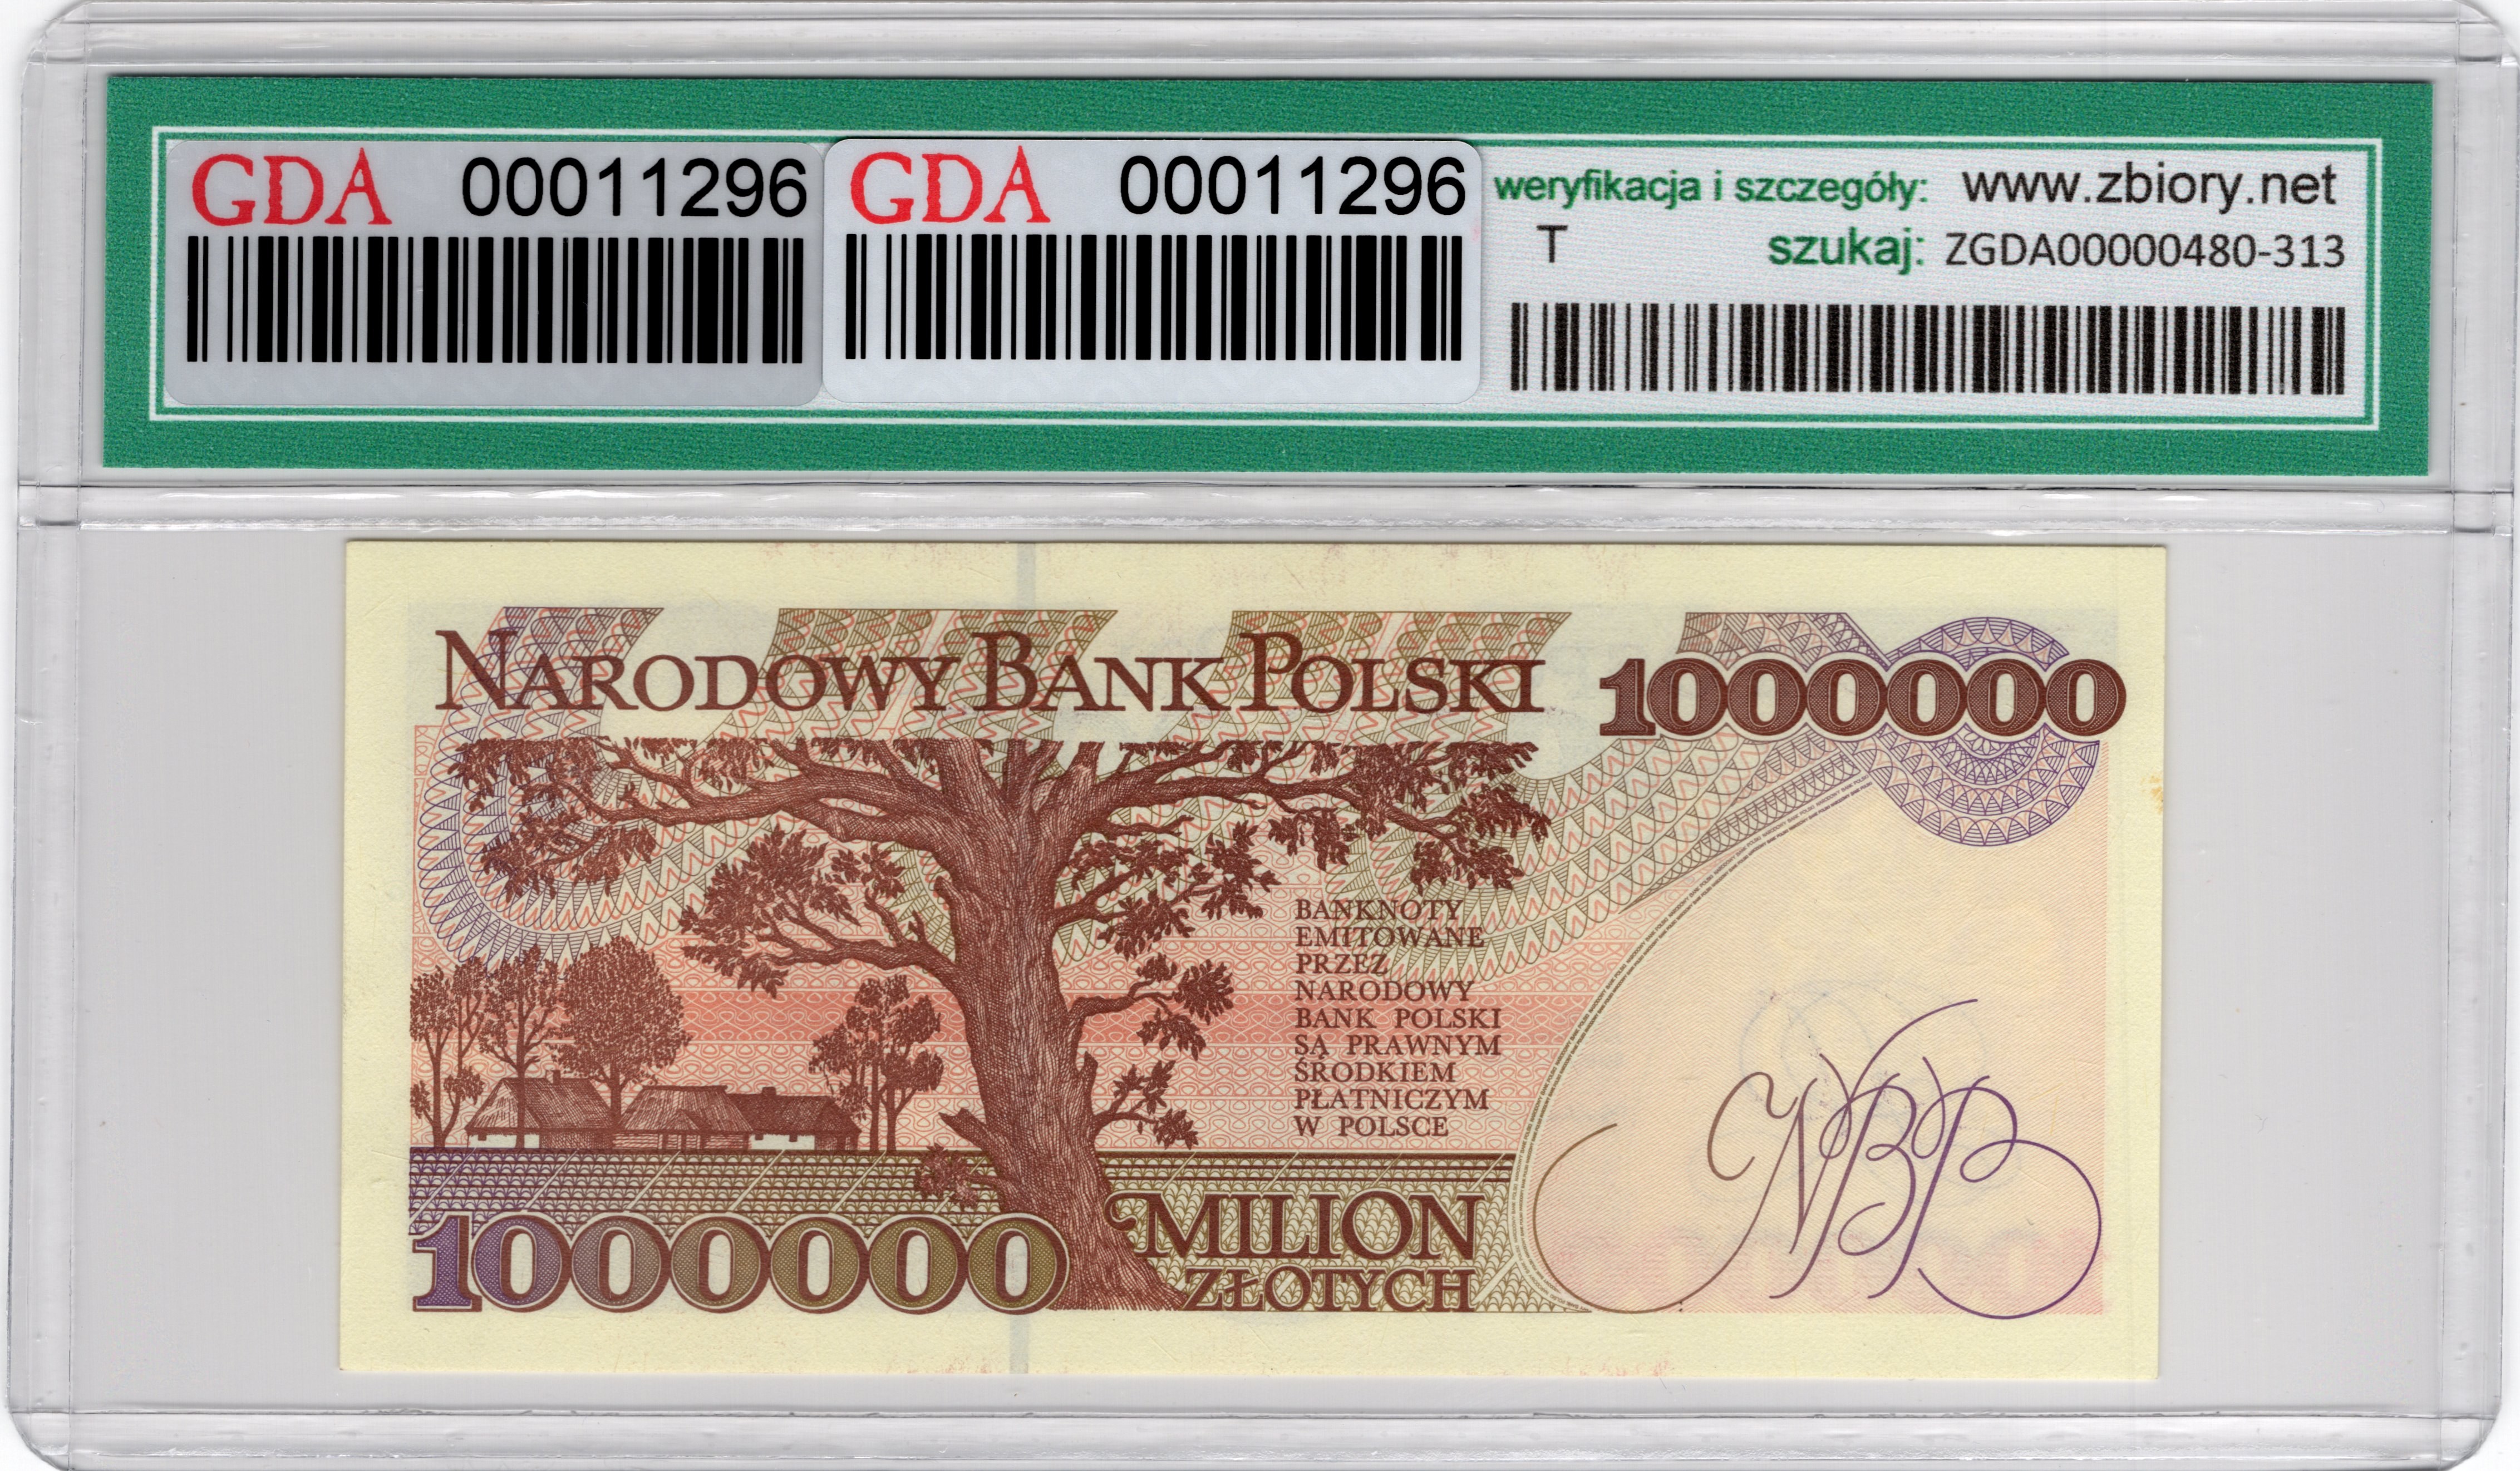 GDA 00011296
GDA 00011296
weryfikacja i szczegóły: www.zbiory.net
T szukaj: ZGDA00000480-313
NARODOWY BANK POLSKI
1000000
BANKNOTY
EMITOWANE
PRZEZ
NARODOWY
BANK POLSKI
SĄ PRAWNYM
ŚRODKIEM
PŁATNICZYM
W POLSCE
NBP
1000000
MILION
ZŁOTYCH